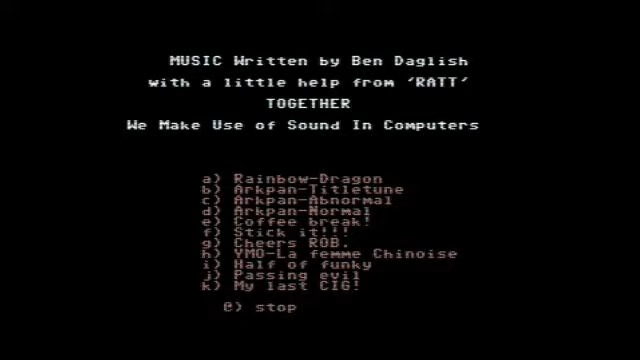 MUSIC Written by Ben Daglish
with a little help from 'RATT'
TOGETHER
We Make Use of Sound In Computers
a) Rainbow-Dragon
b) Arkpan-Titletune
c) Arkpan-Abnormal
d) Arkpan-Normal
e) Coffee break!
f) Stick it!!!
g) Cheers ROB.
h) YMO-La femme Chinoise
i) Half of funky
j) Passing evil
k) My last CIG!
@) stop